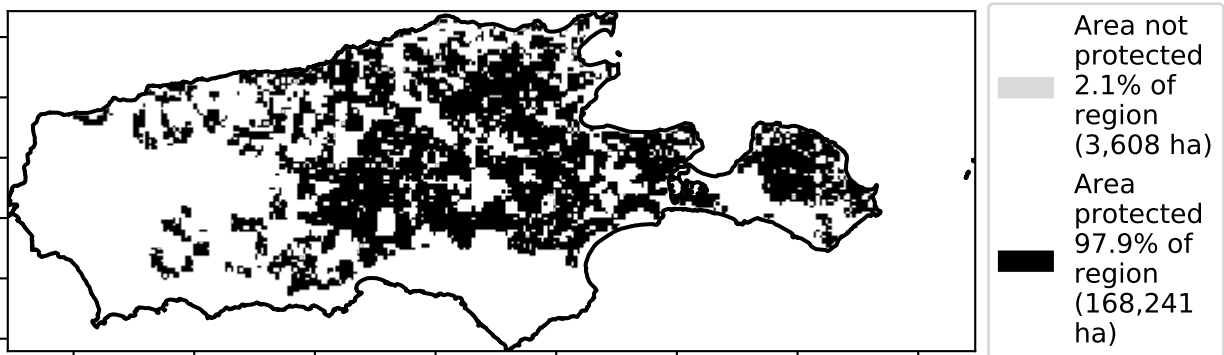 Area not
protected
2.1% of
region
(3,608 ha)
Area
protected
97.9% of
region
(168,241
ha)